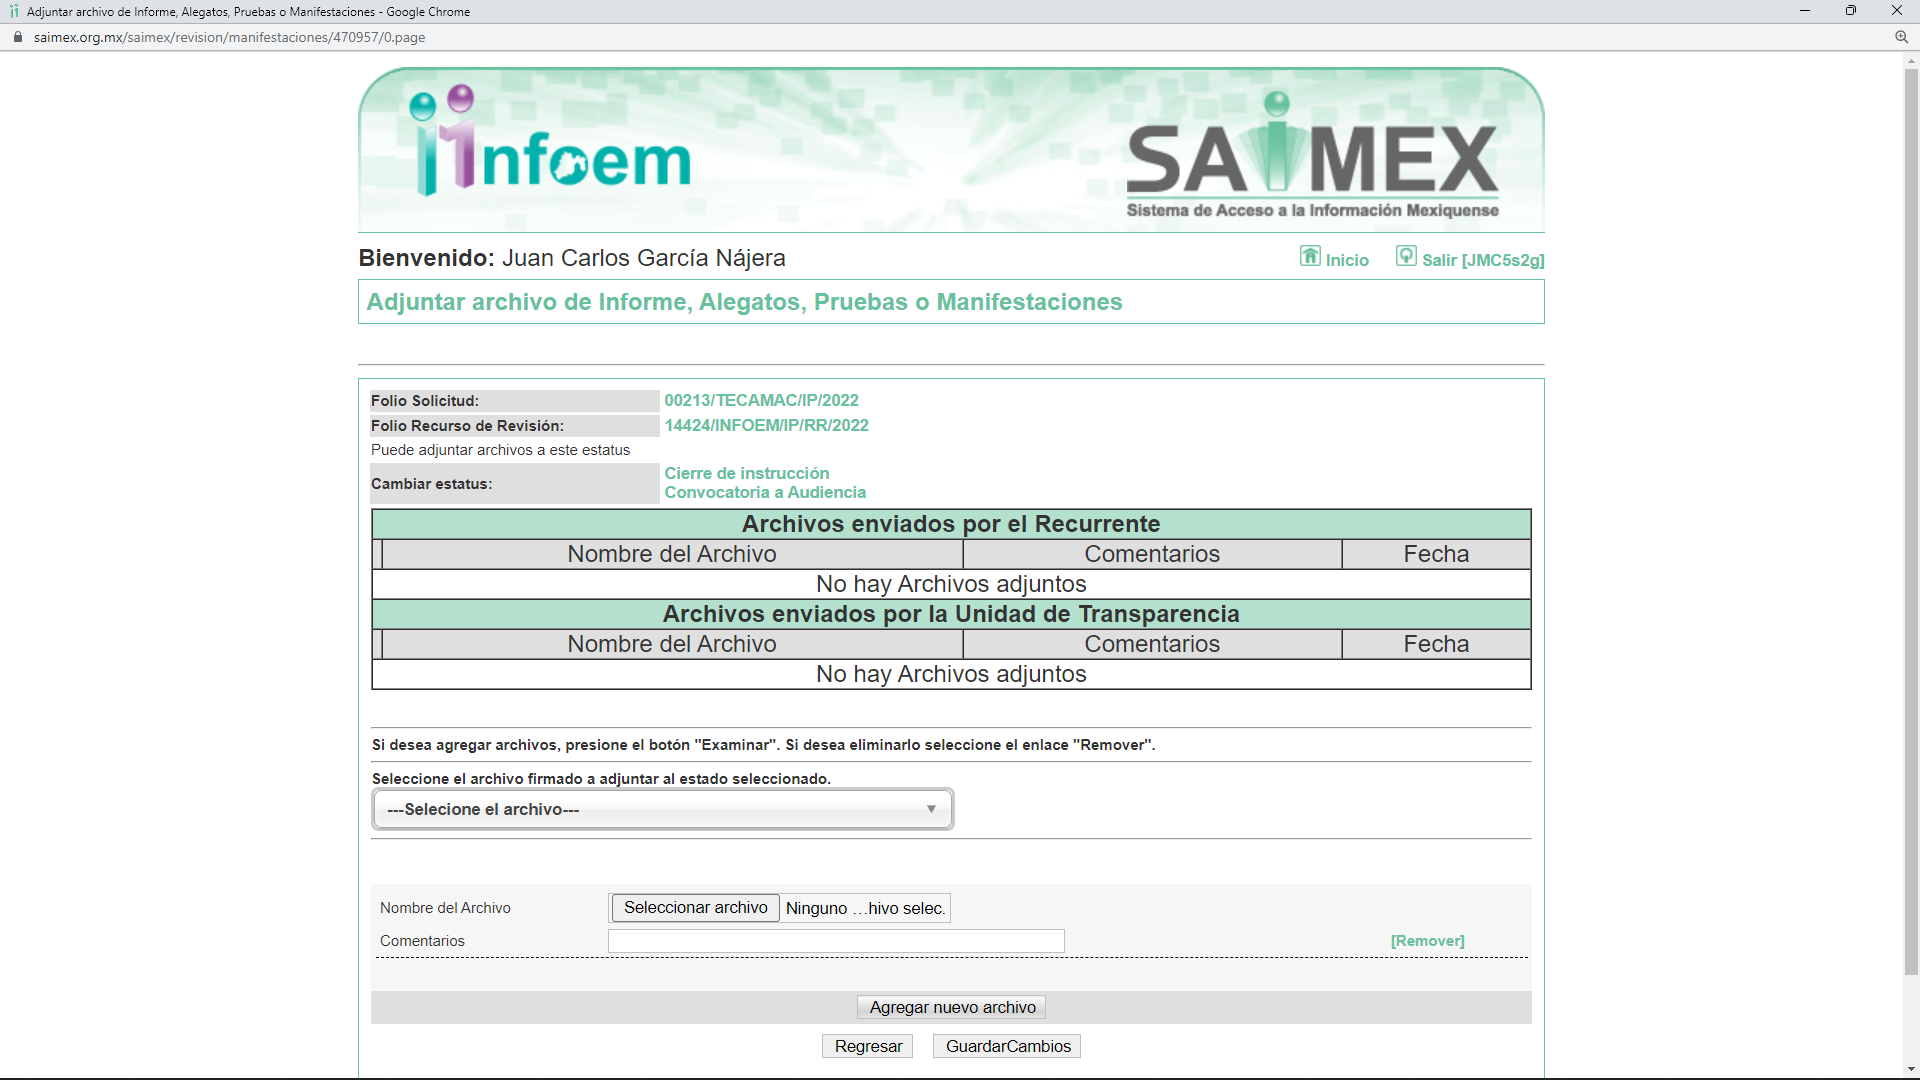 Adjuntar archivo de Informe, Alegatos, Pruebas o Manifestaciones - Google Chrome
saimex.org.mx/saimex/revision/manifestaciones/470957/0.page
infoem
SAIMEX
Sistema de Acceso a la Información Mexiquense
Bienvenido: Juan Carlos García Nájera
Inicio Salir [JMC5s2g]
Adjuntar archivo de Informe, Alegatos, Pruebas o Manifestaciones
Folio Solicitud: 00213/TECAMAC/IP/2022
Folio Recurso de Revisión: 14424/INFOEM/IP/RR/2022
Puede adjuntar archivos a este estatus
Cambiar estatus: Cierre de instrucción
Convocatoria a Audiencia
Archivos enviados por el Recurrente
Nombre del Archivo Comentarios Fecha
No hay Archivos adjuntos
Archivos enviados por la Unidad de Transparencia
Nombre del Archivo Comentarios Fecha
No hay Archivos adjuntos
Si desea agregar archivos, presione el botón "Examinar". Si desea eliminarlo seleccione el enlace "Remover".
Seleccione el archivo firmado a adjuntar al estado seleccionado.
---Selecione el archivo---
Nombre del Archivo Seleccionar archivo Ninguno …hivo selec.
Comentarios [Remover]
Agregar nuevo archivo
Regresar GuardarCambios